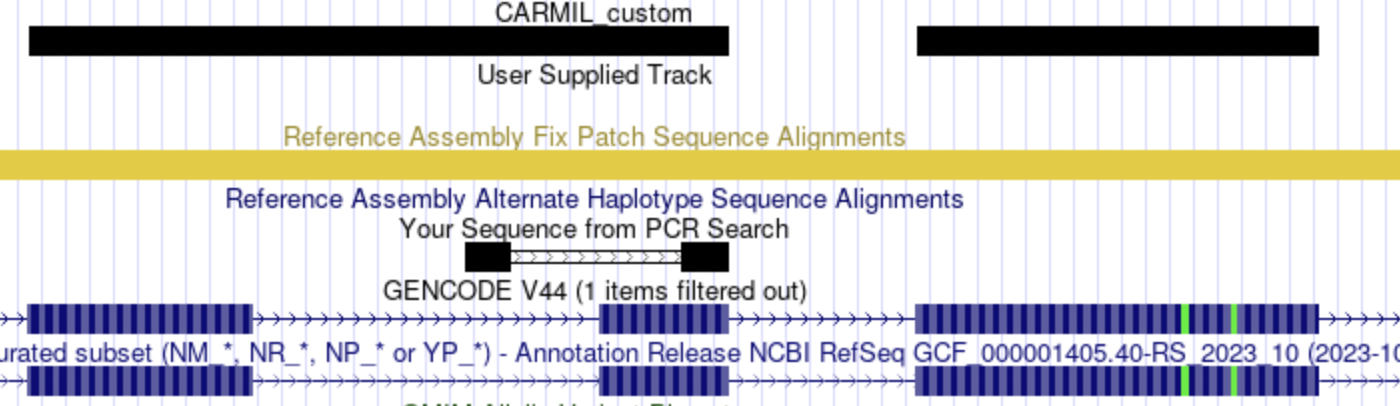 CARMIL_custom
User Supplied Track
Reference Assembly Fix Patch Sequence Alignments
Reference Assembly Alternate Haplotype Sequence Alignments
Your Sequence from PCR Search
GENCODE V44 (1 items filtered out)
urated subset (NM_*, NR_*, NP_* or YP_*) - Annotation Release NCBI RefSeq GCF_000001405.40-RS_2023_10 (2023-10